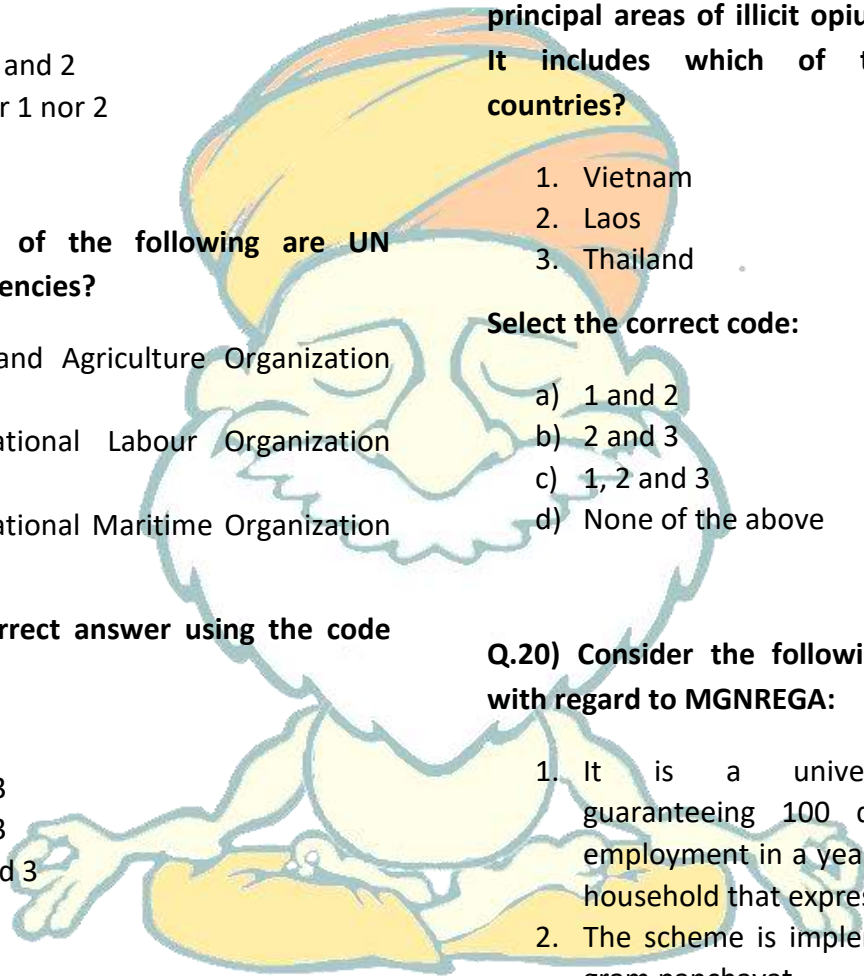 and 2
r 1 nor 2
of the following are UN
encies?
and Agriculture Organization
ational Labour Organization
ational Maritime Organization
rrect answer using the code
3
3
d 3
principal areas of illicit opiu
It includes which of t
countries?
1. Vietnam
2. Laos
3. Thailand
Select the correct code:
a) 1 and 2
b) 2 and 3
c) 1, 2 and 3
d) None of the above
Q.20) Consider the followi
with regard to MGNREGA:
1. It is a unive
guaranteeing 100 d
employment in a yea
household that expres
2. The scheme is imple
gram panchayat